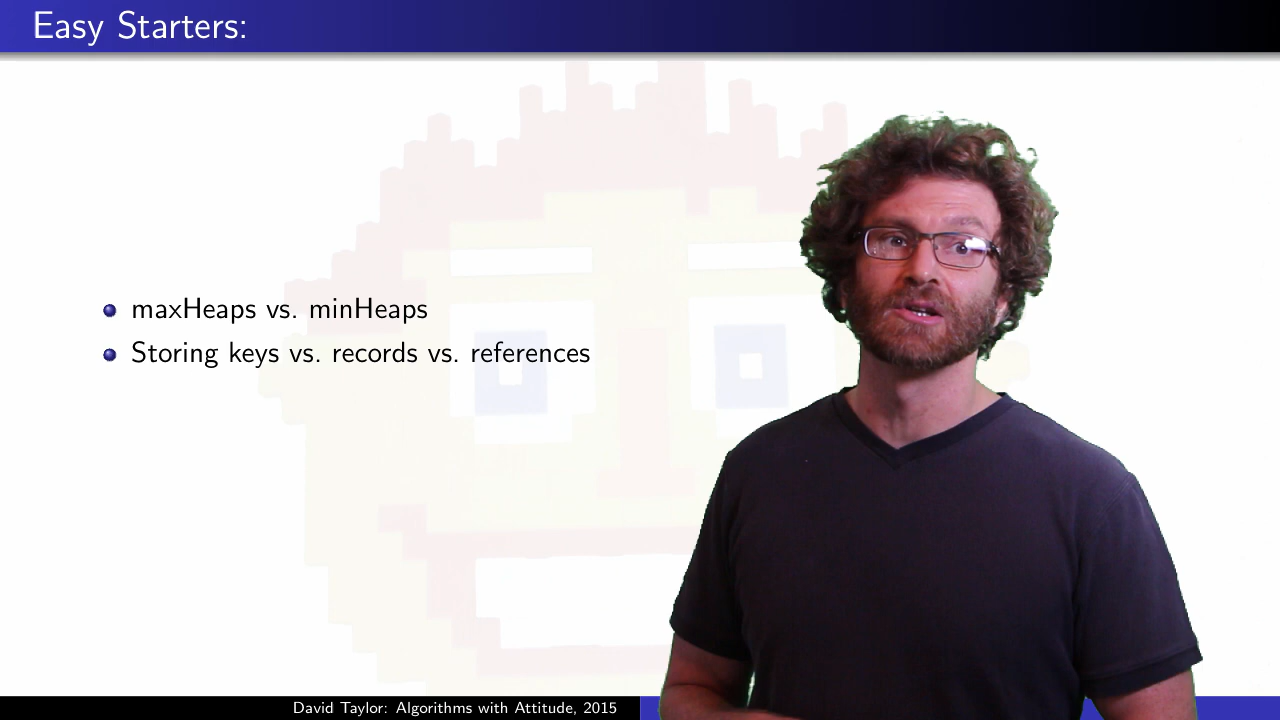 Easy Starters:
maxHeaps vs. minHeaps
Storing keys vs. records vs. references
David Taylor: Algorithms with Attitude, 2015